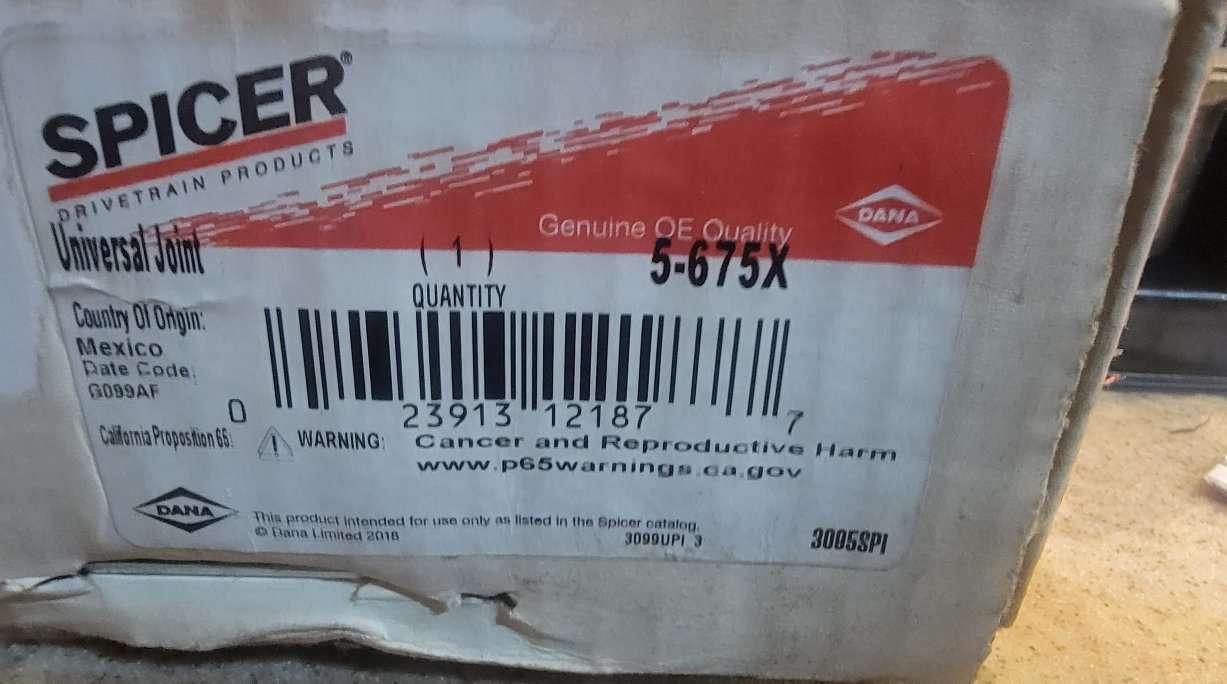 SPICER®
DRIVETRAIN PRODUCTS
Genuine OE Quality
DANA
Universal Joint
( 1 )
5-675X
QUANTITY
Country Of Origin:
Mexico
Date Code:
G099AF
0 23913 12187 7
California Proposition 65: WARNING: Cancer and Reproductive Harm
www.p65warnings.ca.gov
DANA
This product intended for use only as listed in the Spicer catalog.
© Dana Limited 2018
3099UPI 3
3005SPI